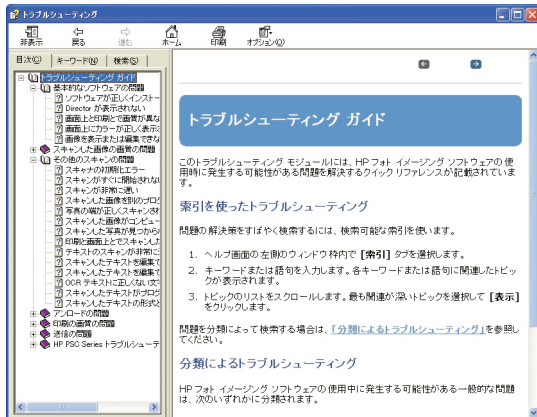 トラブルシューティング
非表示 戻る 進む ホーム 印刷 オプション(O)
目次(C) キーワード(N) 検索(S)
トラブルシューティング ガイド
基本的なソフトウェアの問題
ソフトウェアが正しくインストー
Director が表示されない
画面上と印刷とで画質が異な
画面上にカラーが正しく表示
画像を表示または編集できな
スキャンした画像の画質の問題
その他のスキャンの問題
スキャナの初期化エラー
スキャンがすぐに開始されな
スキャンが非常に遅い
スキャンした画像を別のプロ
写真の端が正しくスキャンさ
スキャンした画像がコンピュー
スキャンした写真が見つから
印刷と画面上とでスキャンした
テキストのスキャンが非常に
スキャンしたテキストを編集て
スキャンしたテキストを編集で
OCR テキストに正しくない文
スキャンしたテキストがプログ
スキャンしたテキストの形式と
アンロードの問題
印刷の画質の問題
送信の問題
HP PSC Series トラブルシューテ
トラブルシューティング ガイド
このトラブルシューティング モジュールには、HP フォト イメージング ソフトウェアの使
用時に発生する可能性がある問題を解決するクイック リファレンスが記載されていま
す。
索引を使ったトラブルシューティング
問題の解決策をすばやく検索するには、検索可能な索引を使います。
1. ヘルプ画面の左側のウィンドウ枠内で [索引] タブを選択します。
2. キーワードまたは語句を入力します。各キーワードまたは語句に関連したトピッ
クが表示されます。
3. トピックのリストをスクロールします。最も関連が深いトピックを選択して [表示]
をクリックします。
問題を分類によって検索する場合は、「分類によるトラブルシューティング」を参照し
てください。
分類によるトラブルシューティング
HP フォト イメージング ソフトウェアの使用中に発生する可能性がある一般的な問題
は、次のいずれかに分類されます。